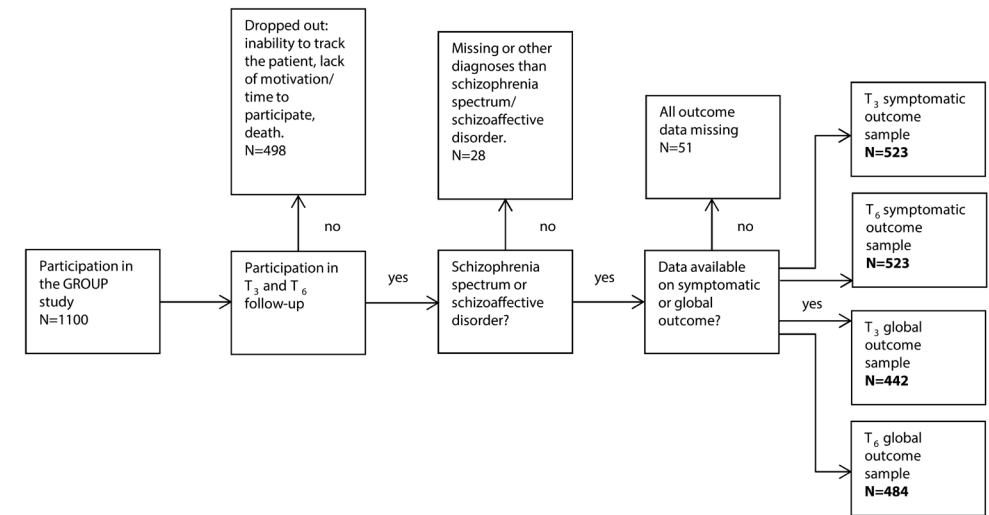 Participation in
the GROUP
study
N=1100
Dropped out:
inability to track
the patient, lack
of motivation/
time to
participate,
death.
N=498
no
Participation in
T₃ and T₆
follow-up
yes
Missing or other
diagnoses than
schizophrenia
spectrum/
schizoaffective
disorder.
N=28
no
Schizophrenia
spectrum or
schizoaffective
disorder?
yes
All outcome
data missing
N=51
no
Data available
on symptomatic
or global
outcome?
yes
T₃ symptomatic
outcome
sample
N=523
T₆ symptomatic
outcome
sample
N=523
T₃ global
outcome
sample
N=442
T₆ global
outcome
sample
N=484